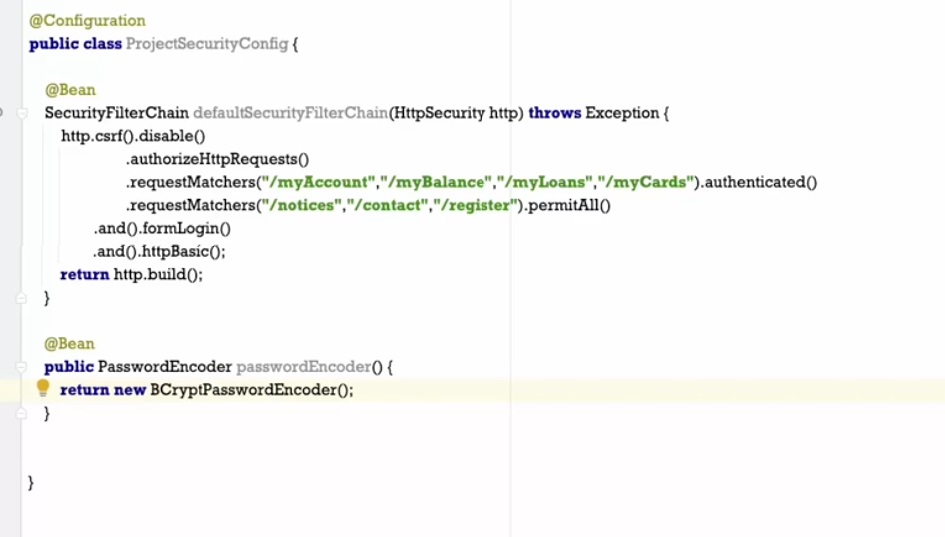 @Configuration
public class ProjectSecurityConfig {
@Bean
SecurityFilterChain defaultSecurityFilterChain(HttpSecurity http) throws Exception {
http.csrf().disable()
.authorizeHttpRequests()
.requestMatchers("/myAccount","/myBalance","/myLoans","/myCards").authenticated()
.requestMatchers("/notices","/contact","/register").permitAll()
.and().formLogin()
.and().httpBasic();
return http.build();
}
@Bean
public PasswordEncoder passwordEncoder() {
return new BCryptPasswordEncoder();
}
}